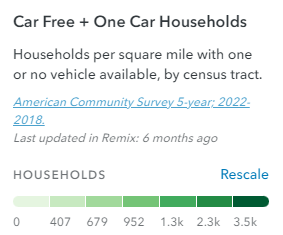 Car Free + One Car Households
Households per square mile with one
or no vehicle available, by census tract.
American Community Survey 5-year; 2022-
2018.
Last updated in Remix: 6 months ago
HOUSEHOLDS Rescale
0 407 679 952 1.3k 2.3k 3.5k